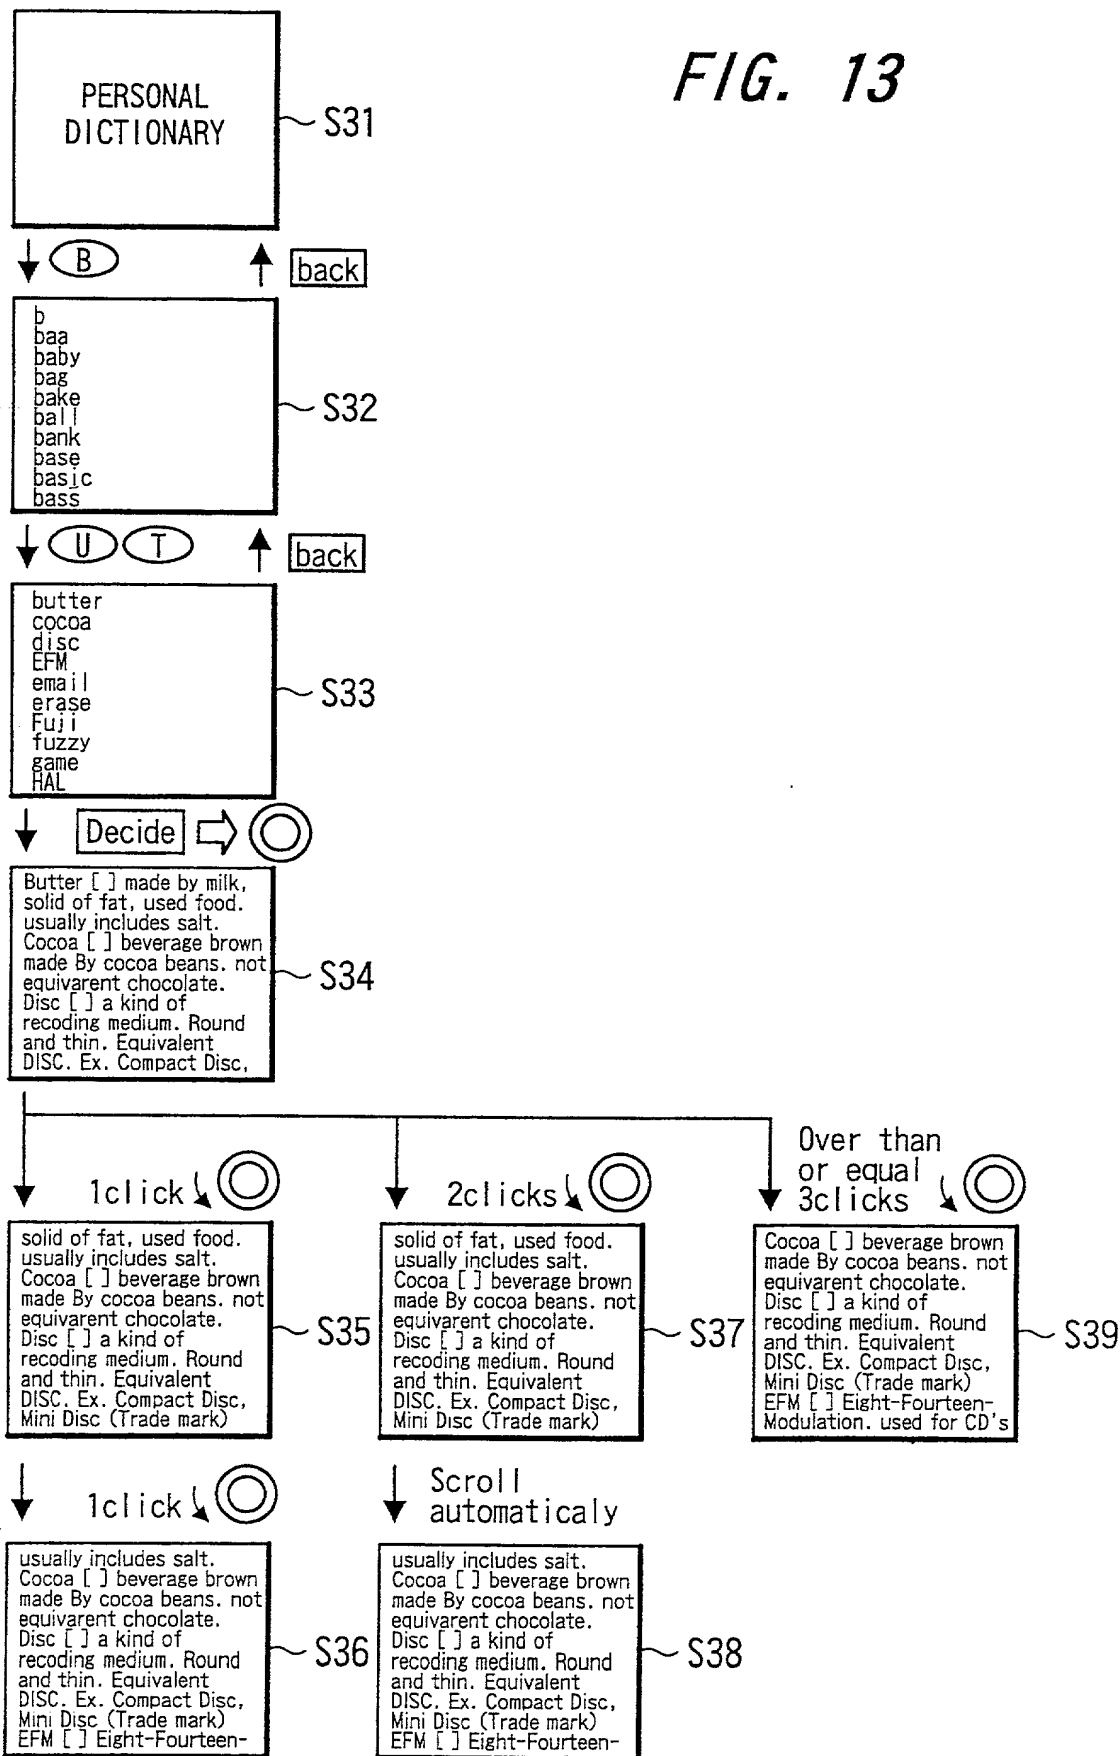 FIG. 13
PERSONAL
DICTIONARY
S31
B
back
b
baa
baby
bag
bake
ball
bank
base
basic
bass
S32
U T
back
butter
cocoa
disc
EFM
email
erase
Fuji
fuzzy
game
HAL
S33
Decide
Butter [ ] made by milk,
solid of fat, used food.
usually includes salt.
Cocoa [ ] beverage brown
made By cocoa beans. not
equivarent chocolate.
Disc [ ] a kind of
recoding medium. Round
and thin. Equivalent
DISC. Ex. Compact Disc,
S34
1click
solid of fat, used food.
usually includes salt.
Cocoa [ ] beverage brown
made By cocoa beans. not
equivarent chocolate.
Disc [ ] a kind of
recoding medium. Round
and thin. Equivalent
DISC. Ex. Compact Disc,
Mini Disc (Trade mark)
S35
2clicks
solid of fat, used food.
usually includes salt.
Cocoa [ ] beverage brown
made By cocoa beans. not
equivarent chocolate.
Disc [ ] a kind of
recoding medium. Round
and thin. Equivalent
DISC. Ex. Compact Disc,
Mini Disc (Trade mark)
S37
Over than
or equal
3clicks
Cocoa [ ] beverage brown
made By cocoa beans. not
equivarent chocolate.
Disc [ ] a kind of
recoding medium. Round
and thin. Equivalent
DISC. Ex. Compact Disc,
Mini Disc (Trade mark)
EFM [ ] Eight-Fourteen-
Modulation. used for CD's
S39
1click
usually includes salt.
Cocoa [ ] beverage brown
made By cocoa beans. not
equivarent chocolate.
Disc [ ] a kind of
recoding medium. Round
and thin. Equivalent
DISC. Ex. Compact Disc,
Mini Disc (Trade mark)
EFM [ ] Eight-Fourteen-
S36
Scroll
automaticaly
usually includes salt.
Cocoa [ ] beverage brown
made By cocoa beans. not
equivarent chocolate.
Disc [ ] a kind of
recoding medium. Round
and thin. Equivalent
DISC. Ex. Compact Disc,
Mini Disc (Trade mark)
EFM [ ] Eight-Fourteen-
S38